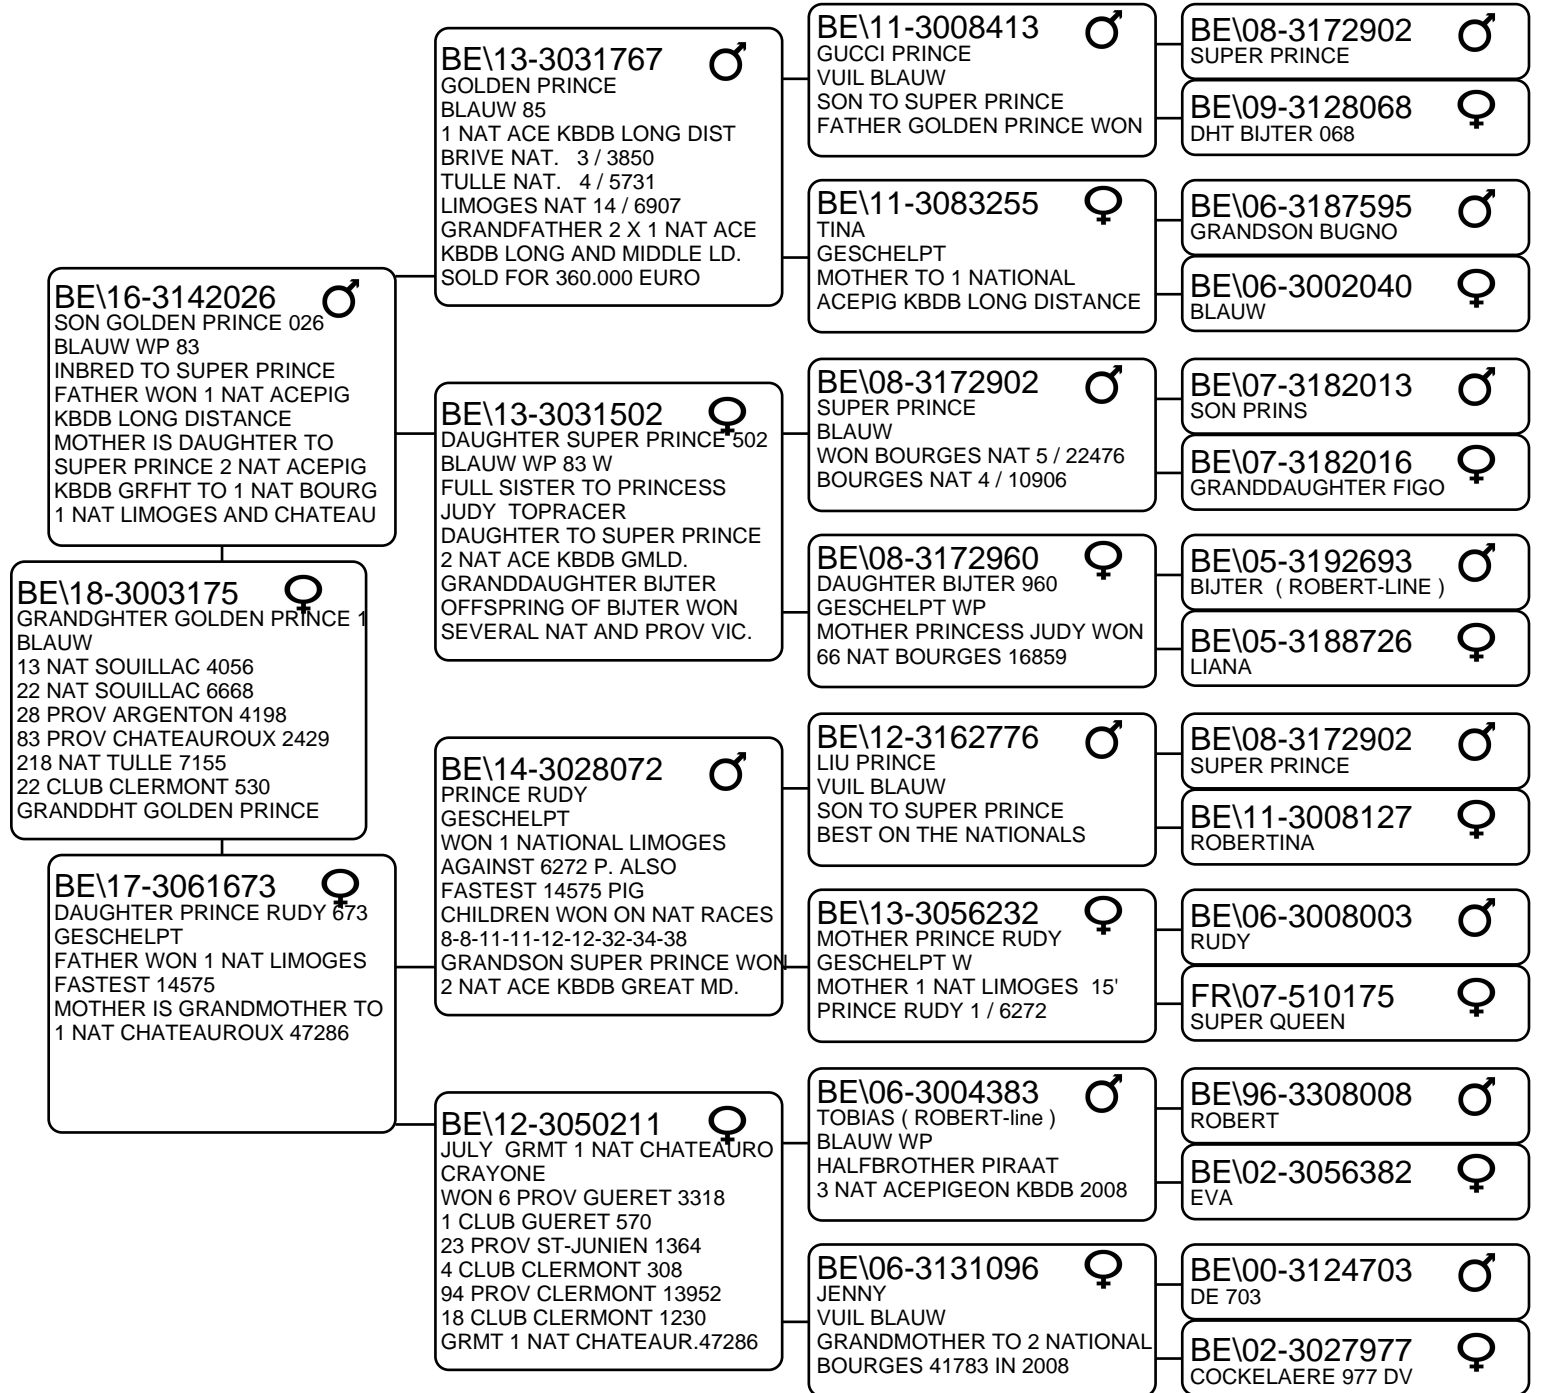 BE\18-3003175
GRANDGHTER GOLDEN PRINCE 1
BLAUW
13 NAT SOUILLAC 4056
22 NAT SOUILLAC 6668
28 PROV ARGENTON 4198
83 PROV CHATEAUROUX 2429
218 NAT TULLE 7155
22 CLUB CLERMONT 530
GRANDDHT GOLDEN PRINCE
BE\16-3142026
SON GOLDEN PRINCE 026
BLAUW WP 83
INBRED TO SUPER PRINCE
FATHER WON 1 NAT ACEPIG
KBDB LONG DISTANCE
MOTHER IS DAUGHTER TO
SUPER PRINCE 2 NAT ACEPIG
KBDB GRFHT TO 1 NAT BOURG
1 NAT LIMOGES AND CHATEAU
BE\17-3061673
DAUGHTER PRINCE RUDY 673
GESCHELPT
FATHER WON 1 NAT LIMOGES
FASTEST 14575
MOTHER IS GRANDMOTHER TO
1 NAT CHATEAUROUX 47286
BE\13-3031767
GOLDEN PRINCE
BLAUW 85
1 NAT ACE KBDB LONG DIST
BRIVE NAT. 3 / 3850
TULLE NAT. 4 / 5731
LIMOGES NAT 14 / 6907
GRANDFATHER 2 X 1 NAT ACE
KBDB LONG AND MIDDLE LD.
SOLD FOR 360.000 EURO
BE\13-3031502
DAUGHTER SUPER PRINCE 502
BLAUW WP 83 W
FULL SISTER TO PRINCESS
JUDY TOPRACER
DAUGHTER TO SUPER PRINCE
2 NAT ACE KBDB GMLD.
GRANDDAUGHTER BIJTER
OFFSPRING OF BIJTER WON
SEVERAL NAT AND PROV VIC.
BE\14-3028072
PRINCE RUDY
GESCHELPT
WON 1 NATIONAL LIMOGES
AGAINST 6272 P. ALSO
FASTEST 14575 PIG
CHILDREN WON ON NAT RACES
8-8-11-11-12-12-32-34-38
GRANDSON SUPER PRINCE WON
2 NAT ACE KBDB GREAT MD.
BE\12-3050211
JULY GRMT 1 NAT CHATEAURO
CRAYONE
WON 6 PROV GUERET 3318
1 CLUB GUERET 570
23 PROV ST-JUNIEN 1364
4 CLUB CLERMONT 308
94 PROV CLERMONT 13952
18 CLUB CLERMONT 1230
GRMT 1 NAT CHATEAUR.47286
BE\11-3008413
GUCCI PRINCE
VUIL BLAUW
SON TO SUPER PRINCE
FATHER GOLDEN PRINCE WON
BE\11-3083255
TINA
GESCHELPT
MOTHER TO 1 NATIONAL
ACEPIG KBDB LONG DISTANCE
BE\08-3172902
SUPER PRINCE
BLAUW
WON BOURGES NAT 5 / 22476
BOURGES NAT 4 / 10906
BE\08-3172960
DAUGHTER BIJTER 960
GESCHELPT WP
MOTHER PRINCESS JUDY WON
66 NAT BOURGES 16859
BE\12-3162776
LIU PRINCE
VUIL BLAUW
SON TO SUPER PRINCE
BEST ON THE NATIONALS
BE\13-3056232
MOTHER PRINCE RUDY
GESCHELPT W
MOTHER 1 NAT LIMOGES 15'
PRINCE RUDY 1 / 6272
BE\06-3004383
TOBIAS ( ROBERT-line )
BLAUW WP
HALFBROTHER PIRAAT
3 NAT ACEPIGEON KBDB 2008
BE\06-3131096
JENNY
VUIL BLAUW
GRANDMOTHER TO 2 NATIONAL
BOURGES 41783 IN 2008
BE\08-3172902
SUPER PRINCE
BE\09-3128068
DHT BIJTER 068
BE\06-3187595
GRANDSON BUGNO
BE\06-3002040
BLAUW
BE\07-3182013
SON PRINS
BE\07-3182016
GRANDDAUGHTER FIGO
BE\05-3192693
BIJTER ( ROBERT-LINE )
BE\05-3188726
LIANA
BE\08-3172902
SUPER PRINCE
BE\11-3008127
ROBERTINA
BE\06-3008003
RUDY
FR\07-510175
SUPER QUEEN
BE\96-3308008
ROBERT
BE\02-3056382
EVA
BE\00-3124703
DE 703
BE\02-3027977
COCKELAERE 977 DV